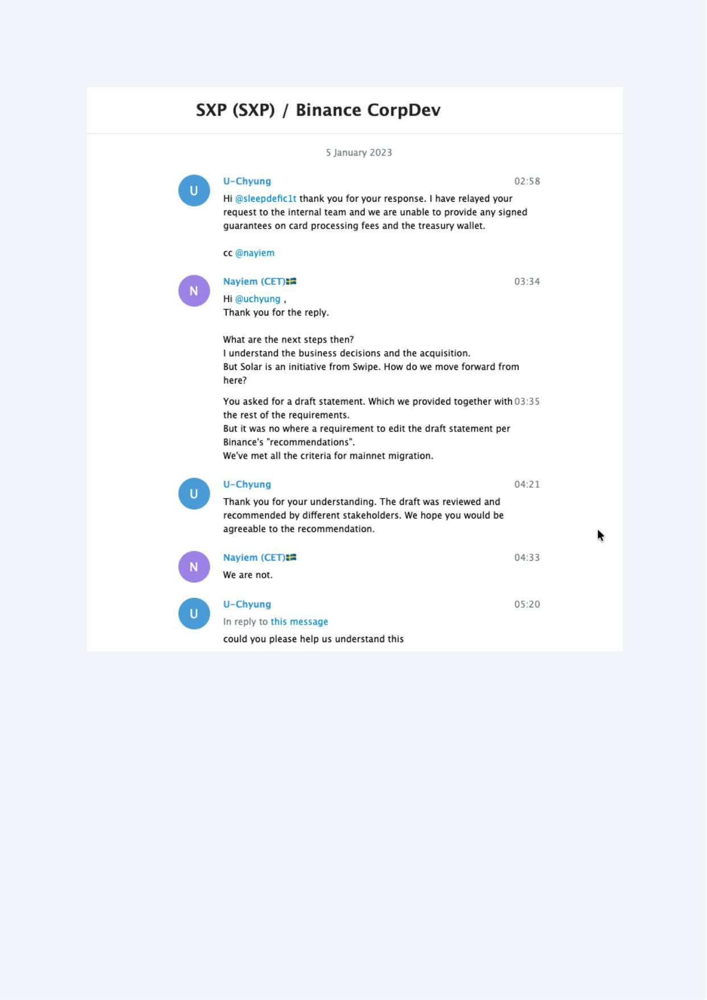 SXP (SXP) / Binance CorpDev
5 January 2023
U
U-Chyung 02:58
Hi @sleepdefic1t thank you for your response. I have relayed your
request to the internal team and we are unable to provide any signed
guarantees on card processing fees and the treasury wallet.
cc @nayiem
N
Nayiem (CET)🇸🇪 03:34
Hi @uchyung ,
Thank you for the reply.
What are the next steps then?
I understand the business decisions and the acquisition.
But Solar is an initiative from Swipe. How do we move forward from
here?
You asked for a draft statement. Which we provided together with 03:35
the rest of the requirements.
But it was no where a requirement to edit the draft statement per
Binance's "recommendations".
We've met all the criteria for mainnet migration.
U
U-Chyung 04:21
Thank you for your understanding. The draft was reviewed and
recommended by different stakeholders. We hope you would be
agreeable to the recommendation.
N
Nayiem (CET)🇸🇪 04:33
We are not.
U
U-Chyung 05:20
In reply to this message
could you please help us understand this